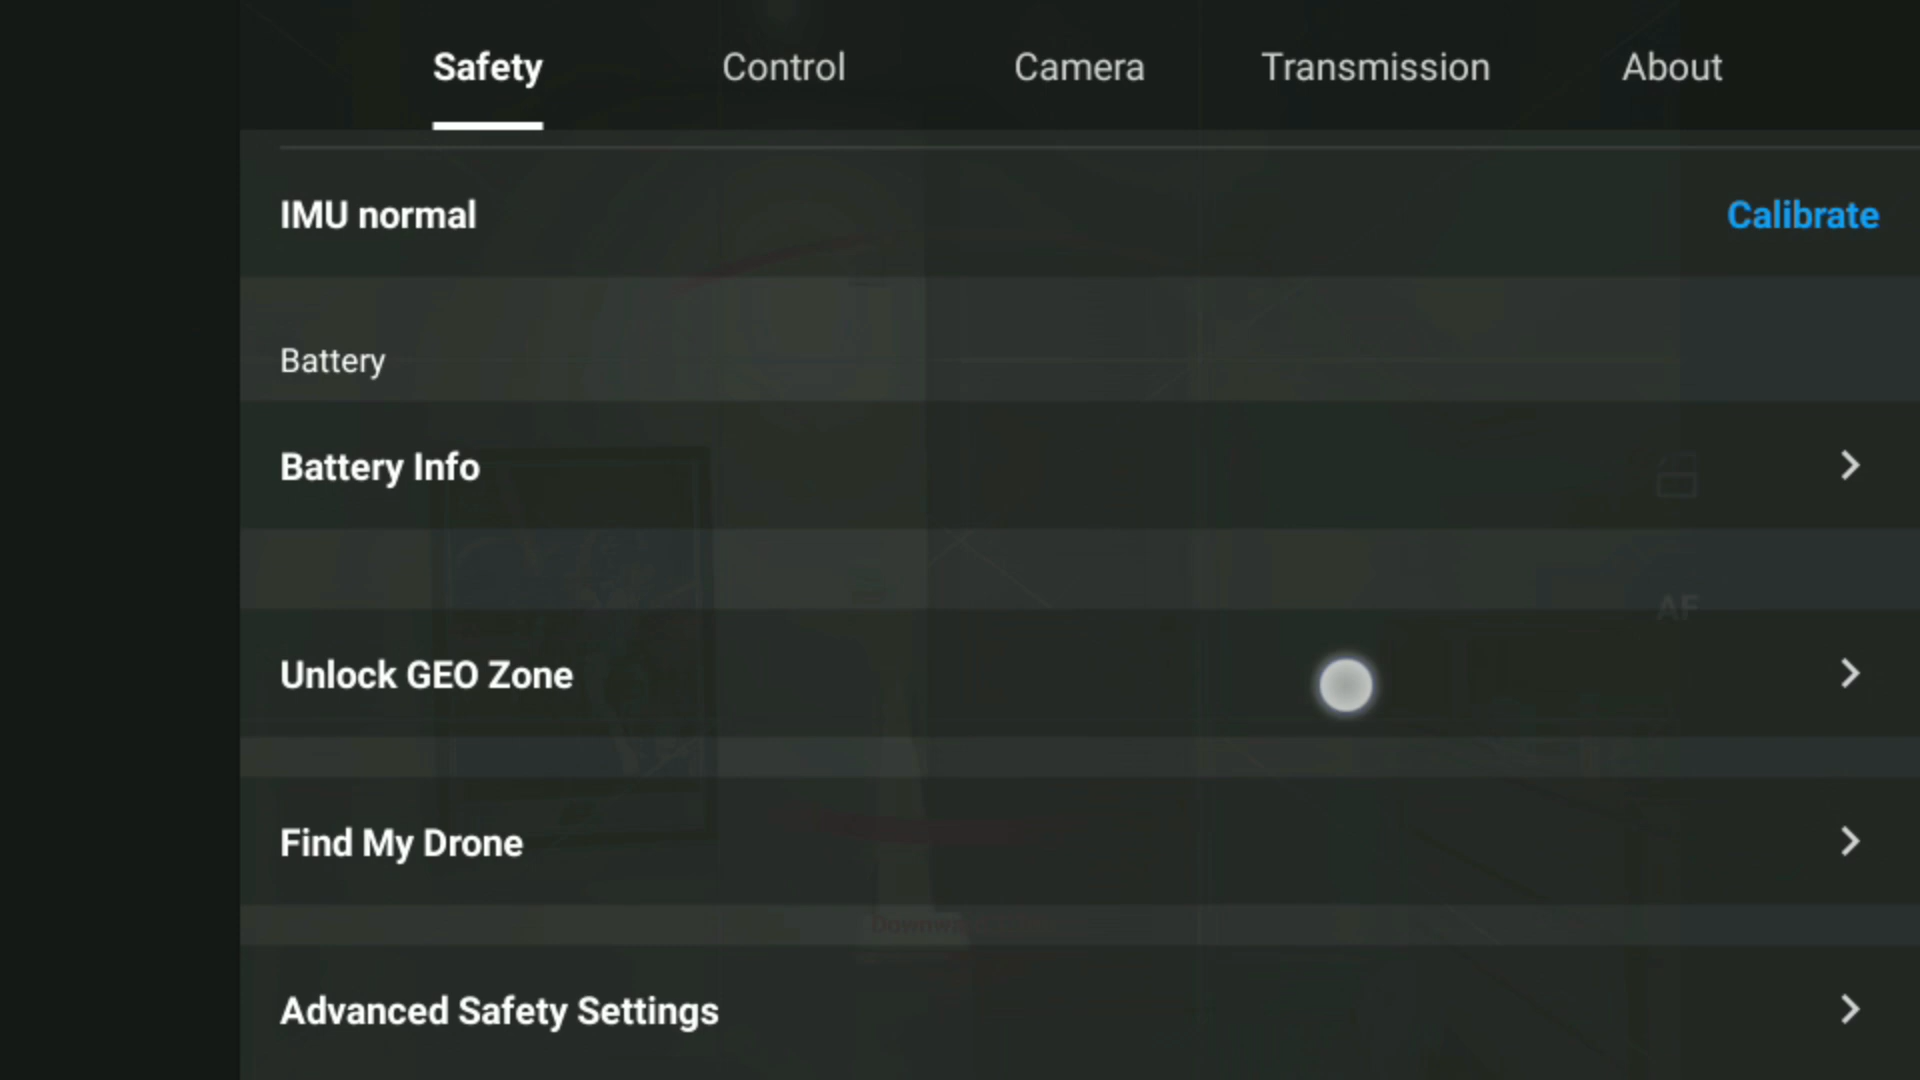 Safety Control Camera Transmission About
IMU normal Calibrate
Battery
Battery Info
AF
Unlock GEO Zone
Find My Drone
Advanced Safety Settings